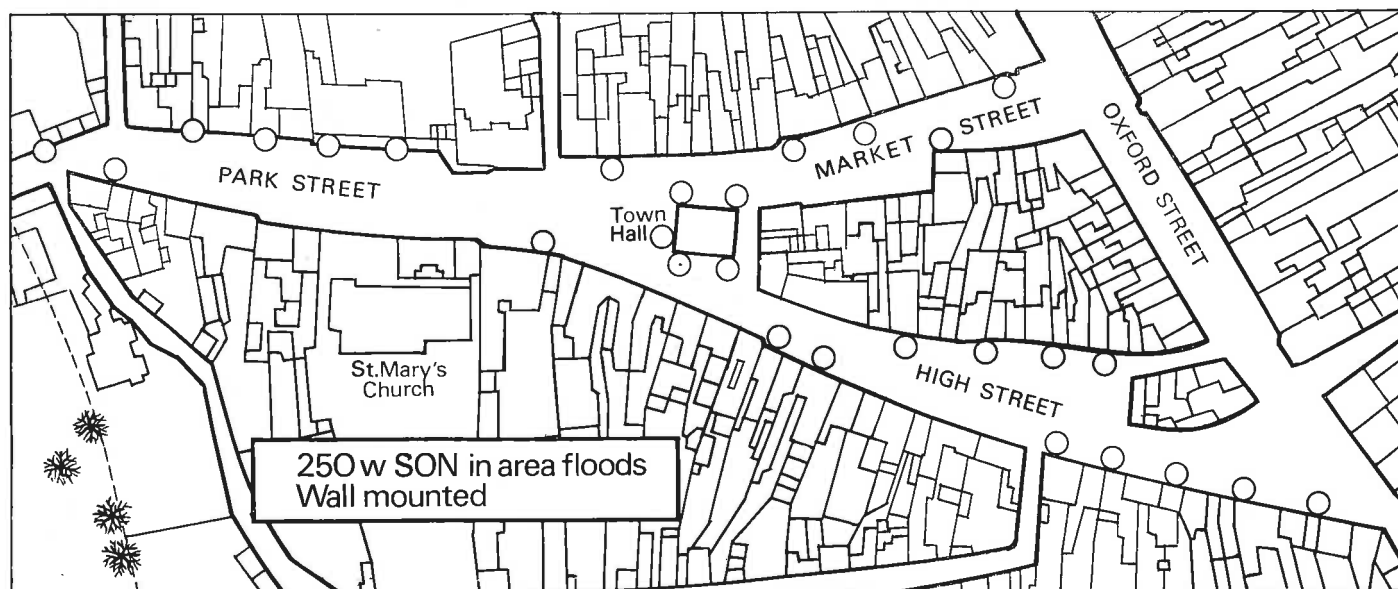 PARK STREET
MARKET STREET
OXFORD STREET
Town
Hall
HIGH STREET
St.Mary's
Church
250w SON in area floods
Wall mounted